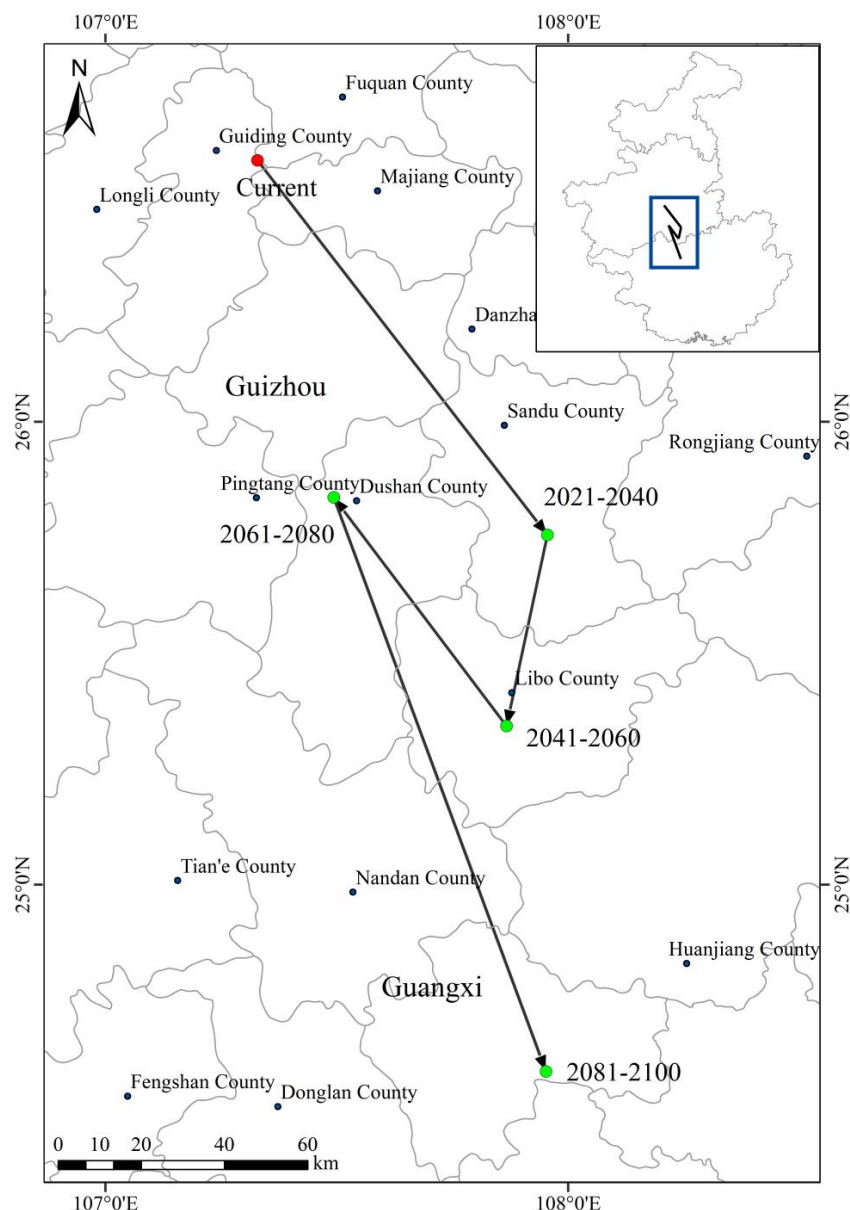 107°0'E 108°0'E
N
Fuquan County
Guiding County
Current
Majiang County
Longli County
Danzha
Guizhou
26°0'N
26°0'N
Sandu County
Rongjiang County
Pingtang County
Dushan County
2021-2040
2061-2080
Libo County
2041-2060
25°0'N
25°0'N
Tian'e County
Nandan County
Huanjiang County
Guangxi
2081-2100
Fengshan County
Donglan County
0 10 20 40 60
km
107°0'E 108°0'E